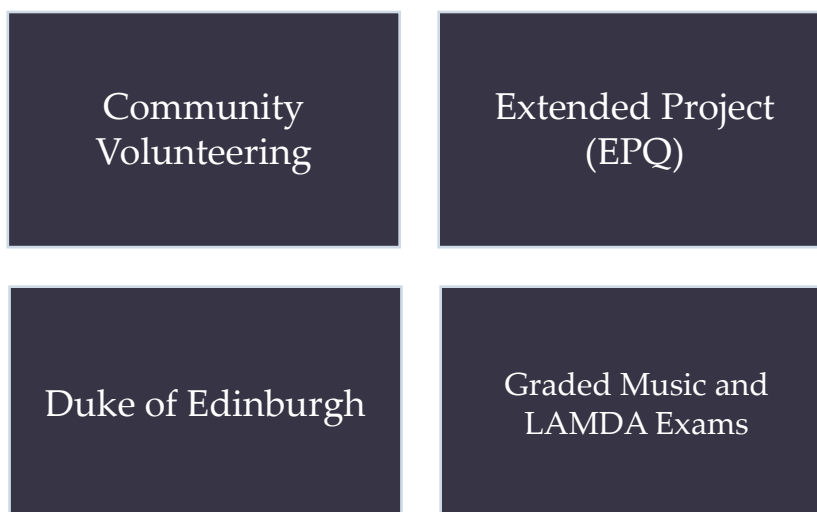 Community
Volunteering
Extended Project
(EPQ)
Duke of Edinburgh
Graded Music and
LAMDA Exams